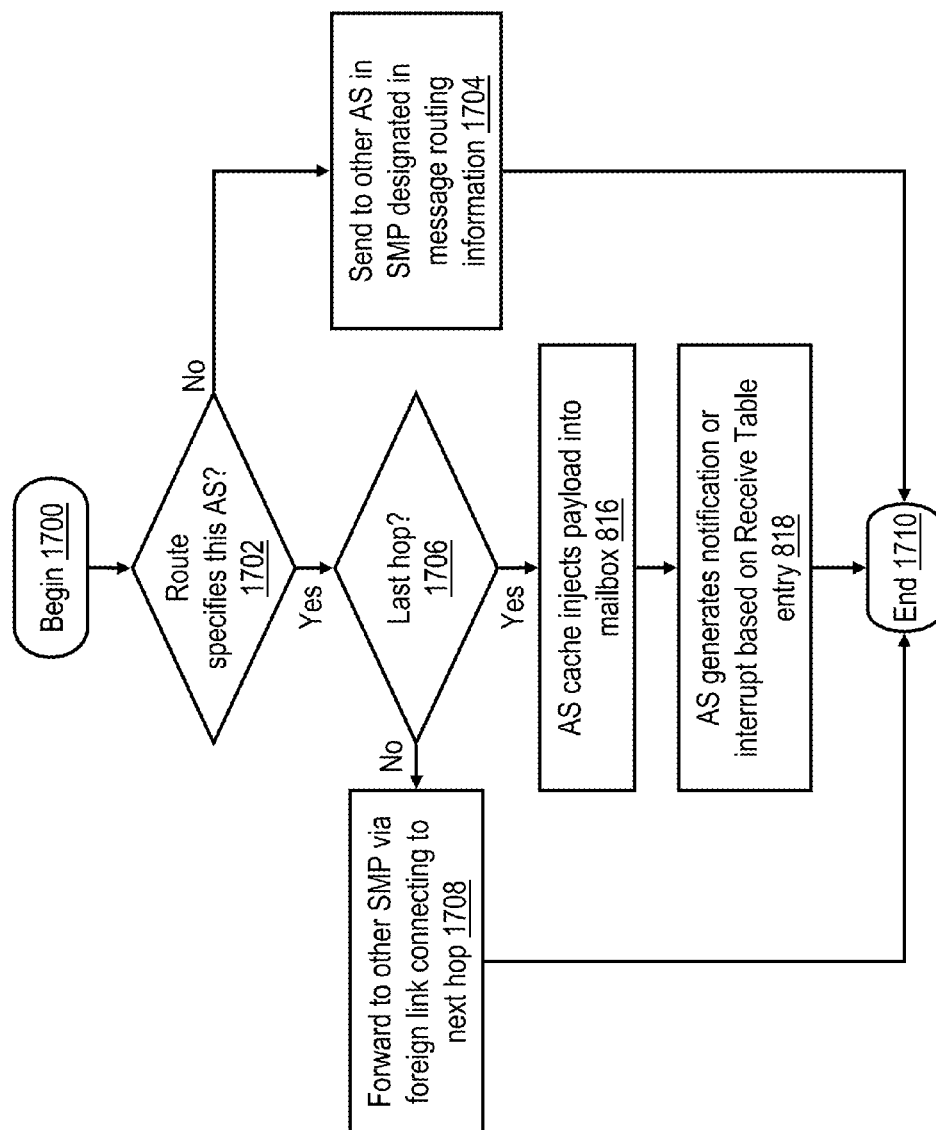 Begin 1700
Route
specifies this AS?
1702
No
Yes
Send to other AS in
SMP designated in
message routing
information 1704
Last hop?
1706
No
Yes
Forward to other SMP via
foreign link connecting to
next hop 1708
AS cache injects payload into
mailbox 816
AS generates notification or
interrupt based on Receive Table
entry 818
End 1710